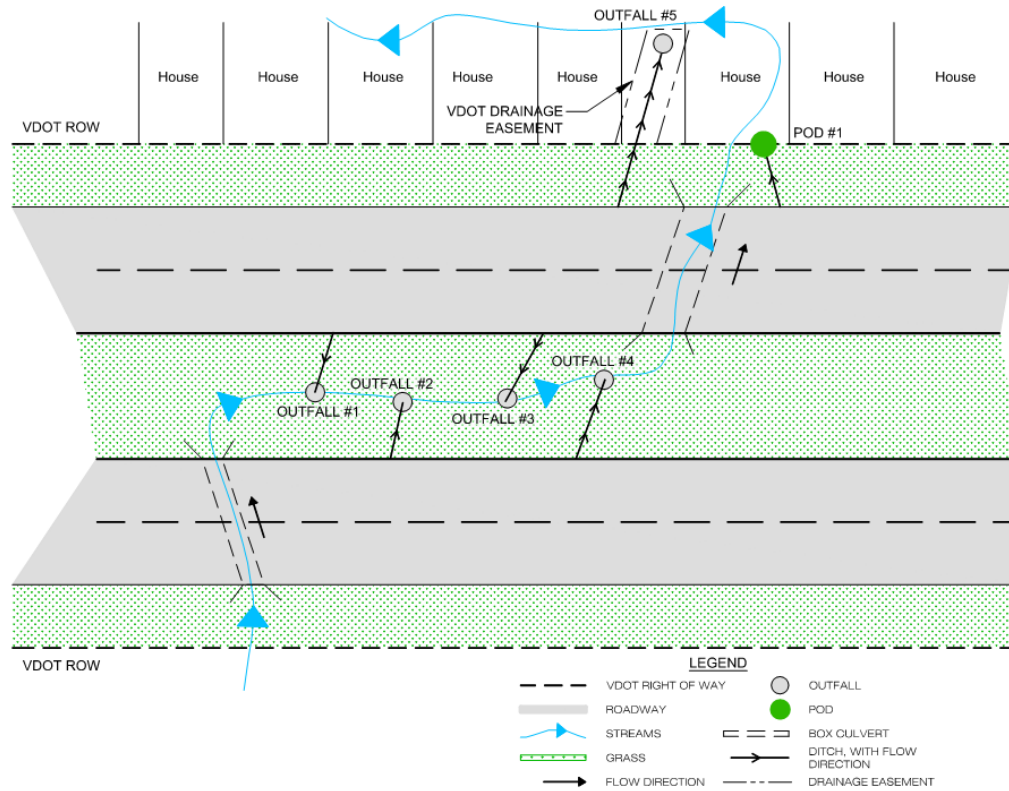 OUTFALL #5
House
House
House
House
House
House
House
House
VDOT DRAINAGE
EASEMENT
VDOT ROW
POD #1
OUTFALL #4
OUTFALL #2
OUTFALL #1
OUTFALL #3
VDOT ROW
LEGEND
VDOT RIGHT OF WAY
OUTFALL
ROADWAY
POD
STREAMS
BOX CULVERT
GRASS
DITCH, WITH FLOW
DIRECTION
FLOW DIRECTION
DRAINAGE EASEMENT